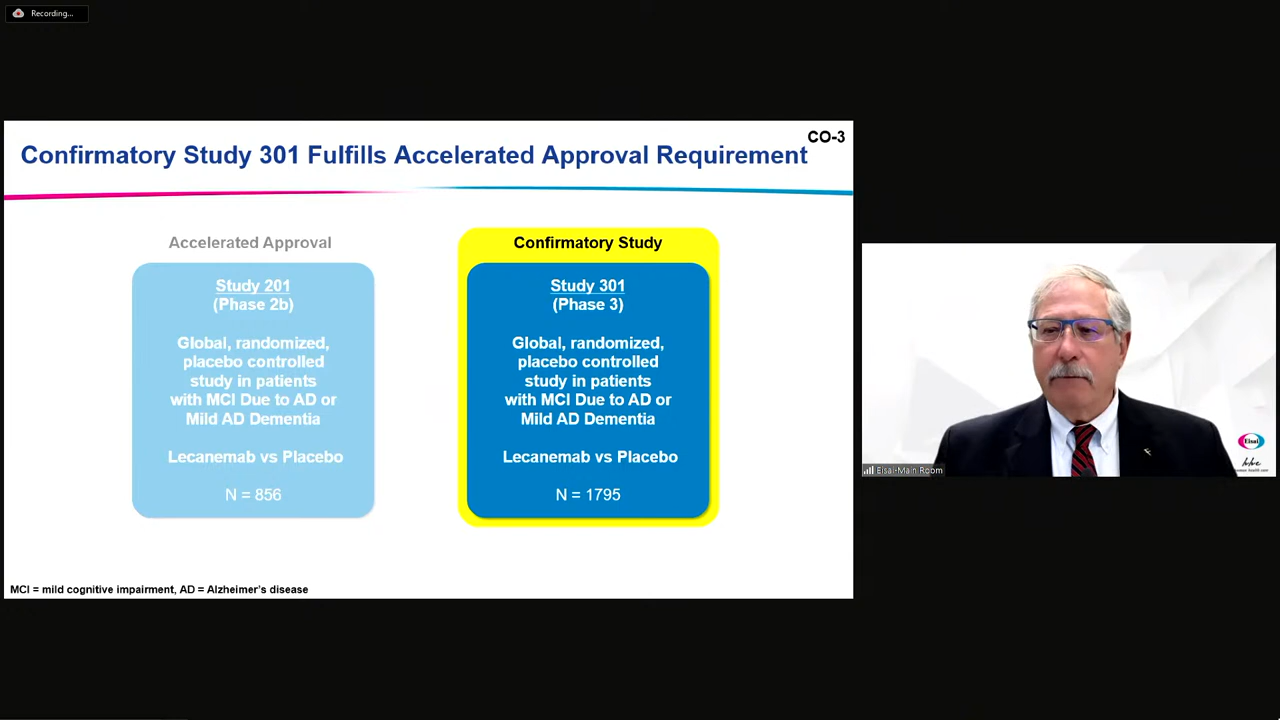 Recording...
CO-3
Confirmatory Study 301 Fulfills Accelerated Approval Requirement
Accelerated Approval
Study 201
(Phase 2b)
Global, randomized,
placebo controlled
study in patients
with MCI Due to AD or
Mild AD Dementia
Lecanemab vs Placebo
N = 856
Confirmatory Study
Study 301
(Phase 3)
Global, randomized,
placebo controlled
study in patients
with MCI Due to AD or
Mild AD Dementia
Lecanemab vs Placebo
N = 1795
MCI = mild cognitive impairment, AD = Alzheimer's disease
Eisai
Eisai-Main Room